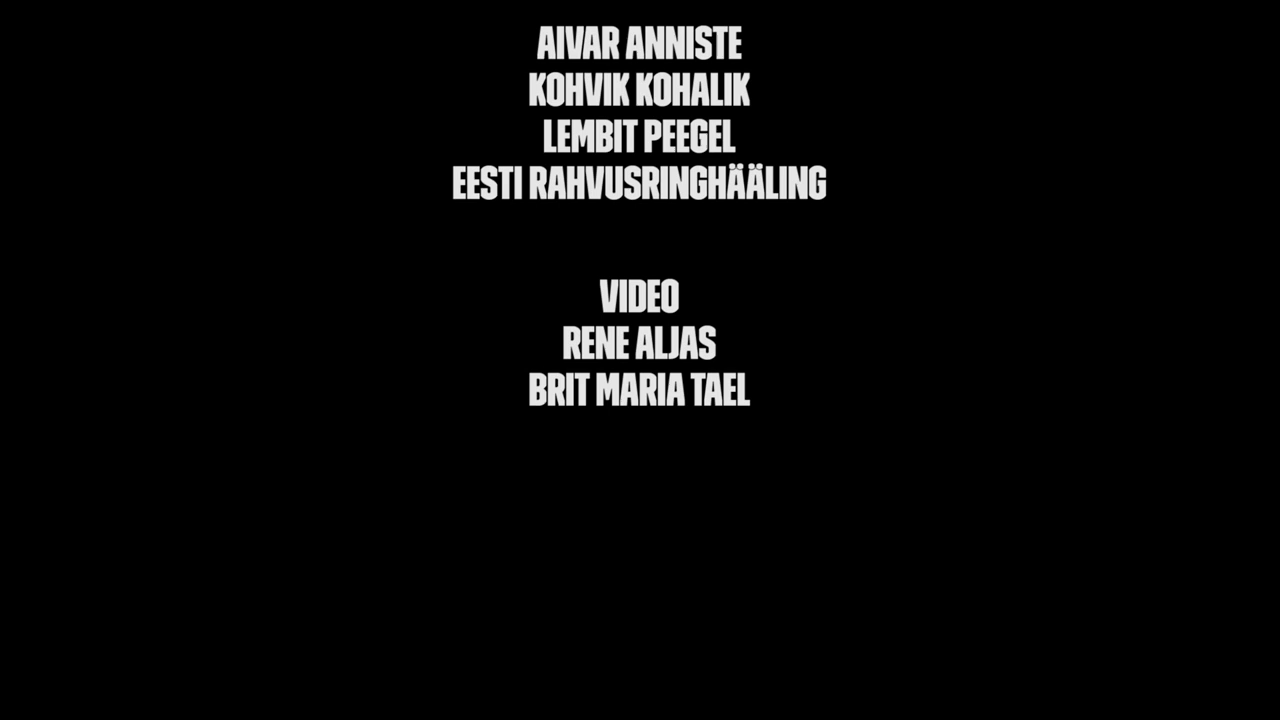 AIVAR ANNISTE
KOHVIK KOHALIK
LEMBIT PEEGEL
EESTI RAHVUSRINGHÄÄLING
VIDEO
RENE ALJAS
BRIT MARIA TAEL